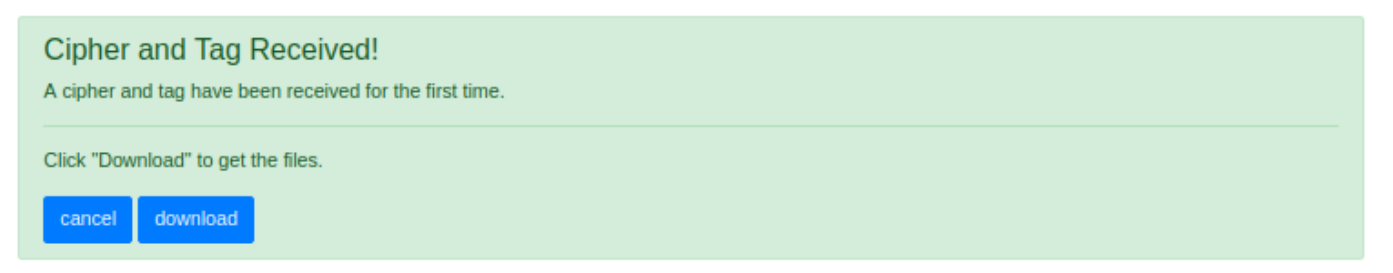 Cipher and Tag Received!
A cipher and tag have been received for the first time.
Click "Download" to get the files.
cancel download